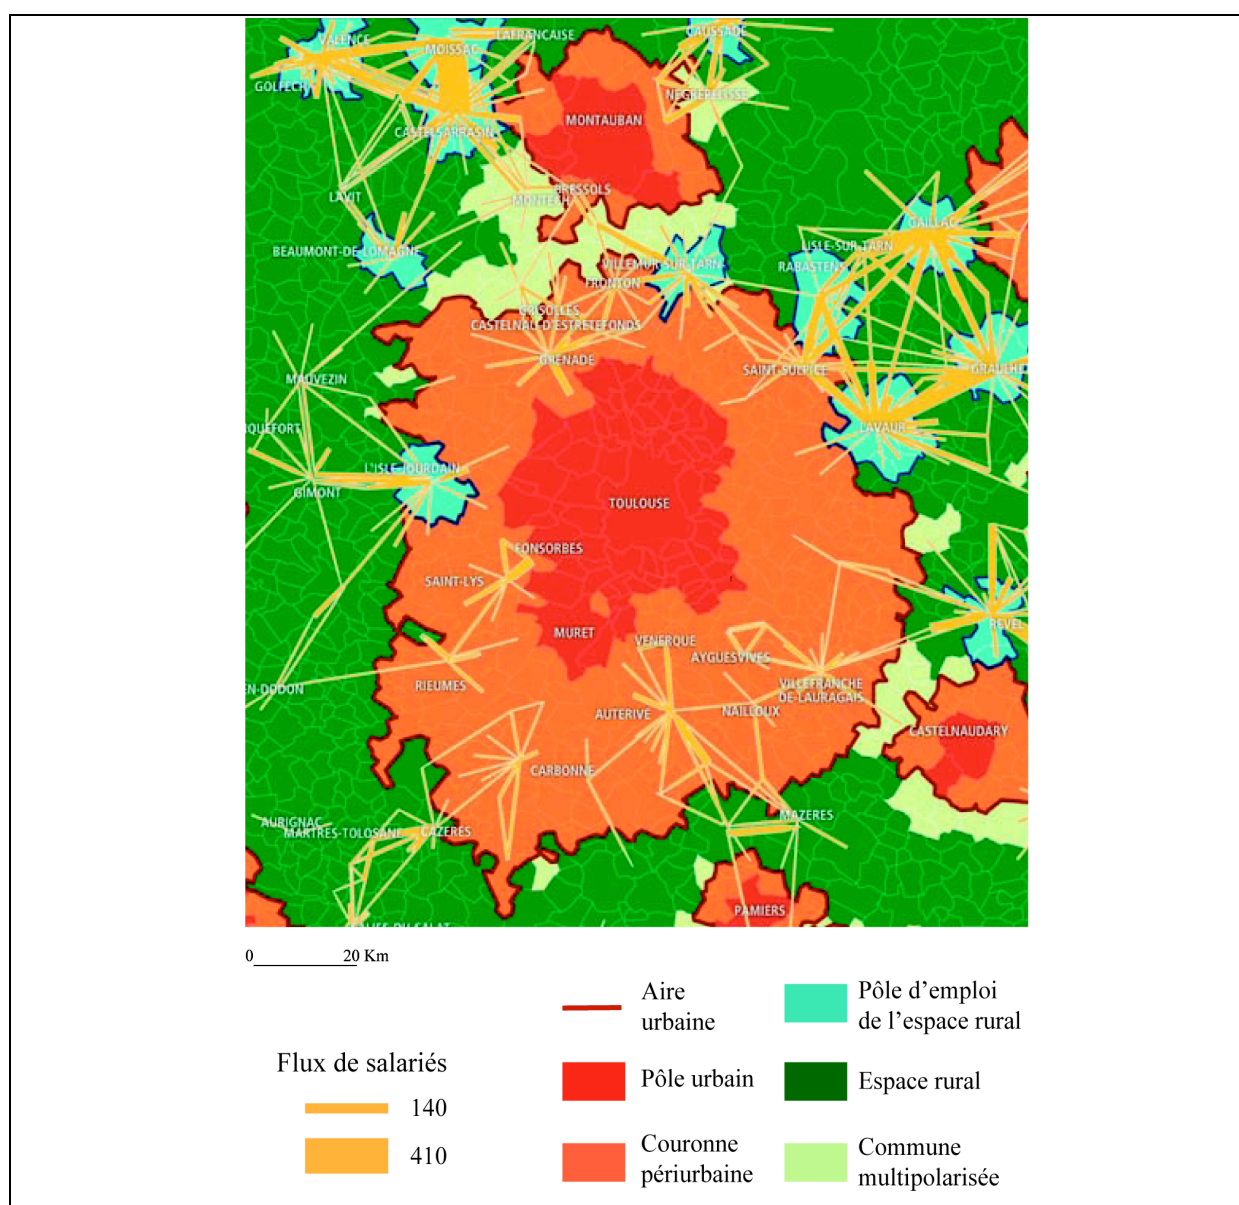 CAUSSADE
LAFRANCAISE
VALENCE
MOISSAC
GOLFECH
NEGREPELISSE
MONTAUBAN
CASTELSARRASIN
BRESSOLS
LAVIT
MONTECH
GAILLAC
LISLE-SUR-TARN
BEAUMONT-DE-LOMAGNE
VILLEMUR-SUR-TARN
RABASTENS
FRONTON
GRISOLLES
CASTELNAU-D'ESTRETEFONDS
GRENADE
SAINT-SULPICE
GRAULHE
MAUVEZIN
QUEFORT
LAVAUR
L'ISLE-JOURDAIN
GIMONT
TOULOUSE
FONSORBES
SAINT-LYS
REVEL
MURET
VENERQUE
AYGUESVIVES
RIEUMES
EN-DODON
VILLEFRANCHE
DE-LAURAGAIS
AUTERIVE
NAILLOUX
CASTELNAUDARY
CARBONNE
MAZERES
AURIGNAC
MARTRES-TOLOSANE
CAZERES
PAMIERS
0 20 Km
Aire
urbaine
Pôle d'emploi
de l'espace rural
Flux de salariés
Pôle urbain
Espace rural
140
410
Couronne
périurbaine
Commune
multipolarisée